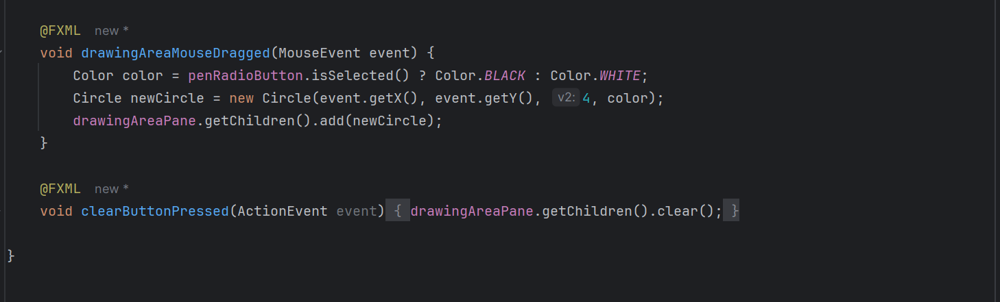 @FXML new *
void drawingAreaMouseDragged(MouseEvent event) {
Color color = penRadioButton.isSelected() ? Color.BLACK : Color.WHITE;
Circle newCircle = new Circle(event.getX(), event.getY(), v2: 4, color);
drawingAreaPane.getChildren().add(newCircle);
}
@FXML new *
void clearButtonPressed(ActionEvent event) { drawingAreaPane.getChildren().clear(); }
}